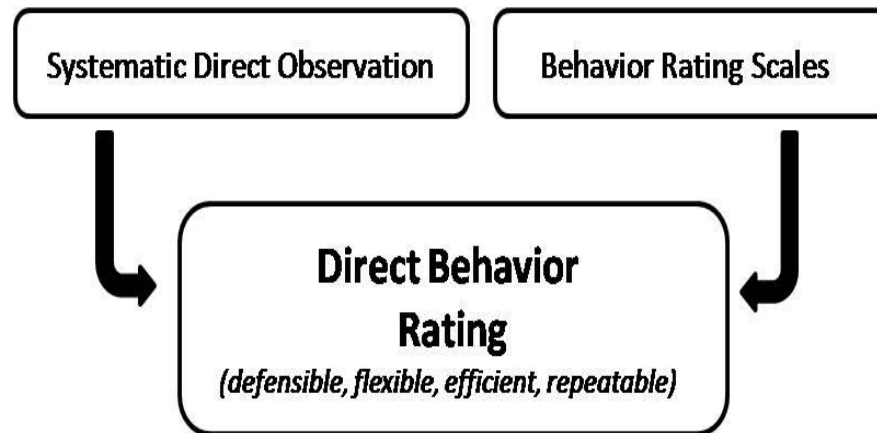 Systematic Direct Observation
Behavior Rating Scales
Direct Behavior
Rating
(defensible, flexible, efficient, repeatable)